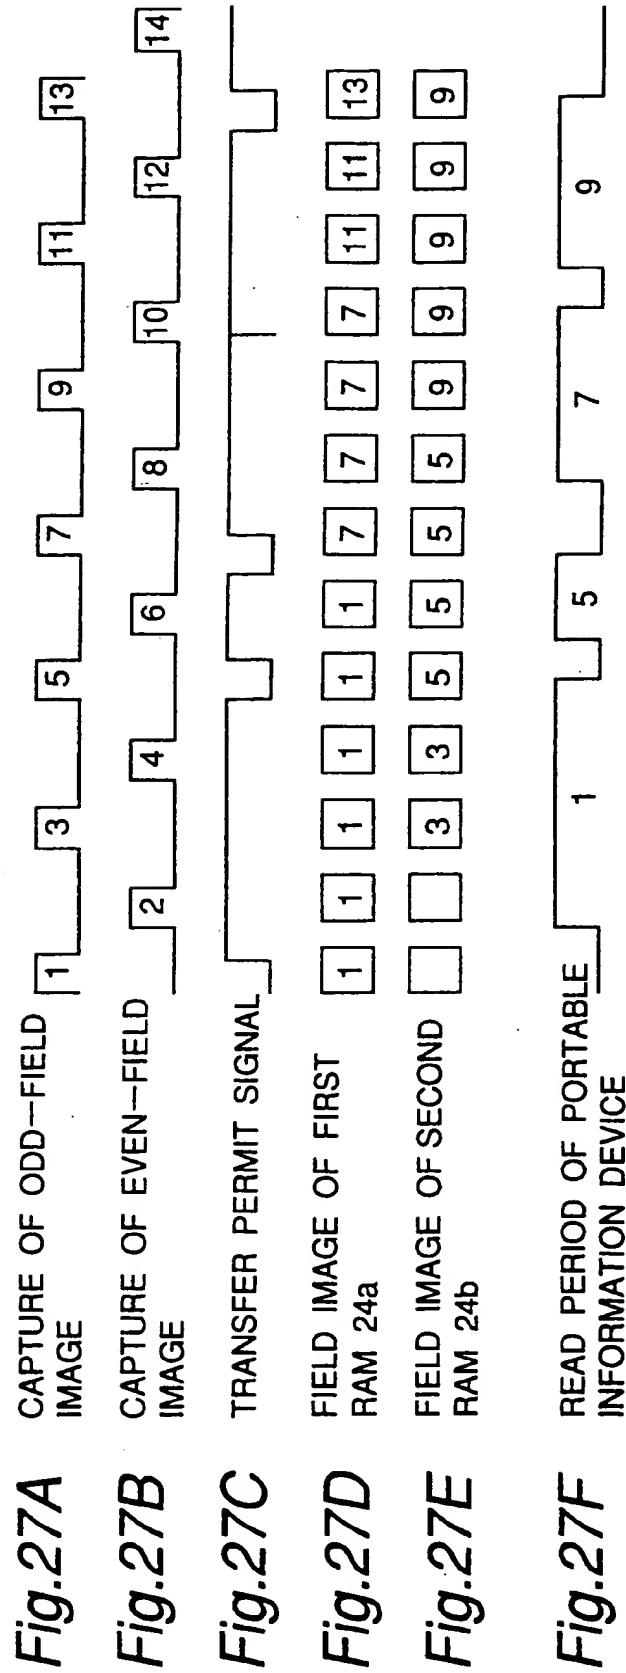 Fig.27A
CAPTURE OF ODD—FIELD
IMAGE
1 3 5 7 9 11 13
Fig.27B
CAPTURE OF EVEN—FIELD
IMAGE
2 4 6 8 10 12 14
Fig.27C
TRANSFER PERMIT SIGNAL
Fig.27D
FIELD IMAGE OF FIRST
RAM 24a
1 1 1 1 1 1 7 7 7 7 11 11 13
Fig.27E
FIELD IMAGE OF SECOND
RAM 24b
3 3 5 5 5 5 9 9 9 9 9
Fig.27F
READ PERIOD OF PORTABLE
INFORMATION DEVICE
1 5 7 9